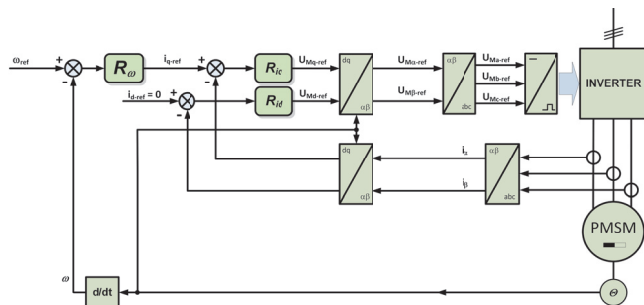 ω_ref + - R_ω i_q-ref + - R_iq U_Mq-ref dq αβ U_Mα-ref αβ abc U_Ma-ref
U_Mb-ref
INVERTER
i_d-ref = 0 + - R_id U_Md-ref U_Mβ-ref U_Mc-ref
dq αβ i_α αβ abc
i_β
PMSM
ω d/dt Θ